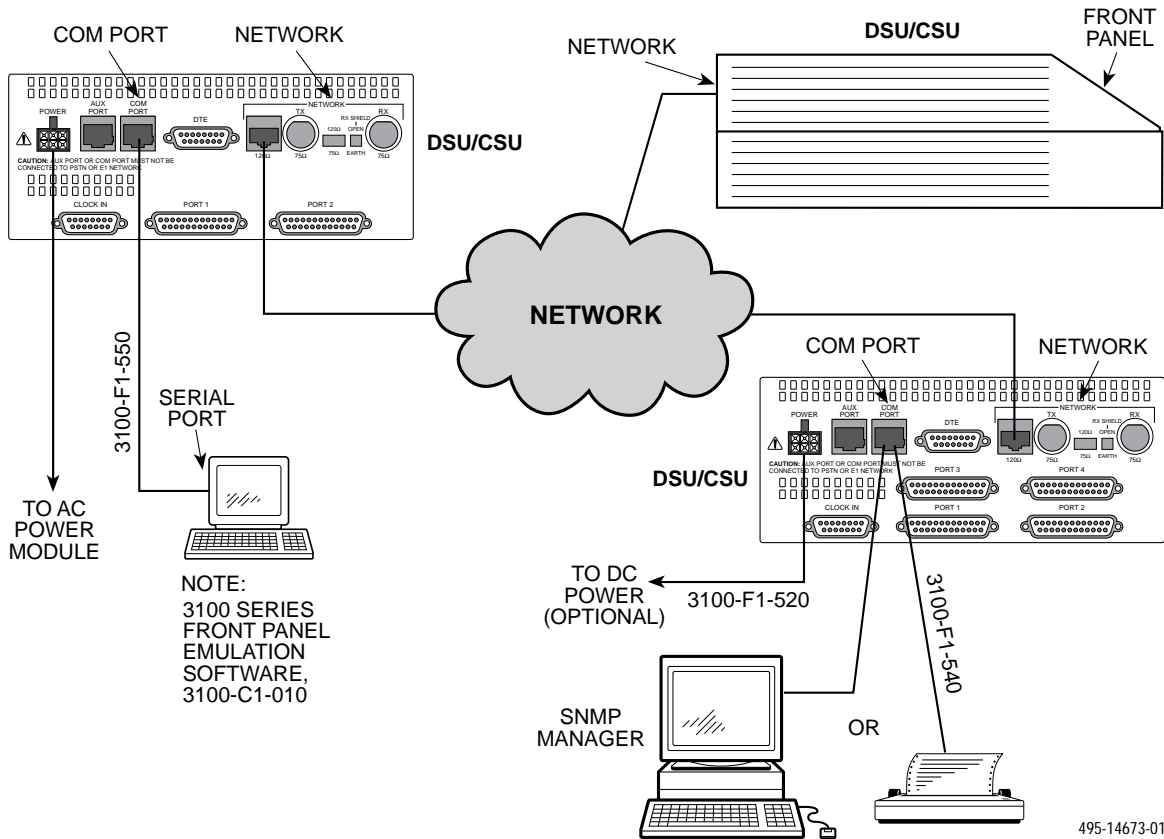 COM PORT
NETWORK
POWER
AUX
PORT
COM
PORT
DTE
NETWORK
TX
RX SHIELD
RX
120Ω
OPEN
120Ω
75Ω
75Ω
EARTH
75Ω
CAUTION: AUX PORT OR COM PORT MUST NOT BE
CONNECTED TO PSTN OR E1 NETWORK
CLOCK IN
PORT 1
PORT 2
DSU/CSU
NETWORK
DSU/CSU
FRONT
PANEL
NETWORK
3100-F1-550
SERIAL
PORT
TO AC
POWER
MODULE
NOTE:
3100 SERIES
FRONT PANEL
EMULATION
SOFTWARE,
3100-C1-010
COM PORT
NETWORK
POWER
AUX
PORT
COM
PORT
DTE
NETWORK
TX
RX SHIELD
RX
120Ω
OPEN
120Ω
75Ω
75Ω
EARTH
75Ω
CAUTION: AUX PORT OR COM PORT MUST NOT BE
CONNECTED TO PSTN OR E1 NETWORK
PORT 3
PORT 4
CLOCK IN
PORT 1
PORT 2
DSU/CSU
TO DC
POWER
(OPTIONAL)
3100-F1-520
3100-F1-540
SNMP
MANAGER
OR
495-14673-01